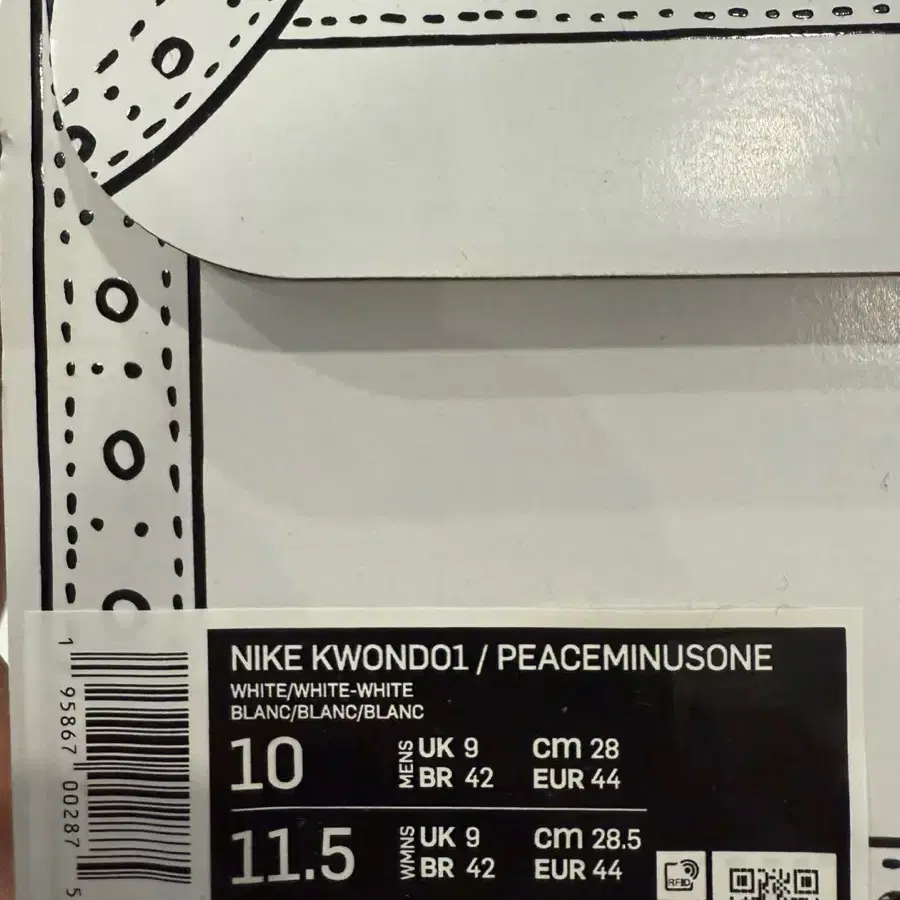 NIKE KWONDO1 / PEACEMINUSONE
WHITE/WHITE-WHITE
BLANC/BLANC/BLANC
10 MENS UK 9 cm 28
BR 42 EUR 44
11.5 WMNS UK 9 cm 28.5
BR 42 EUR 44
RFID
1 95867 00287 5